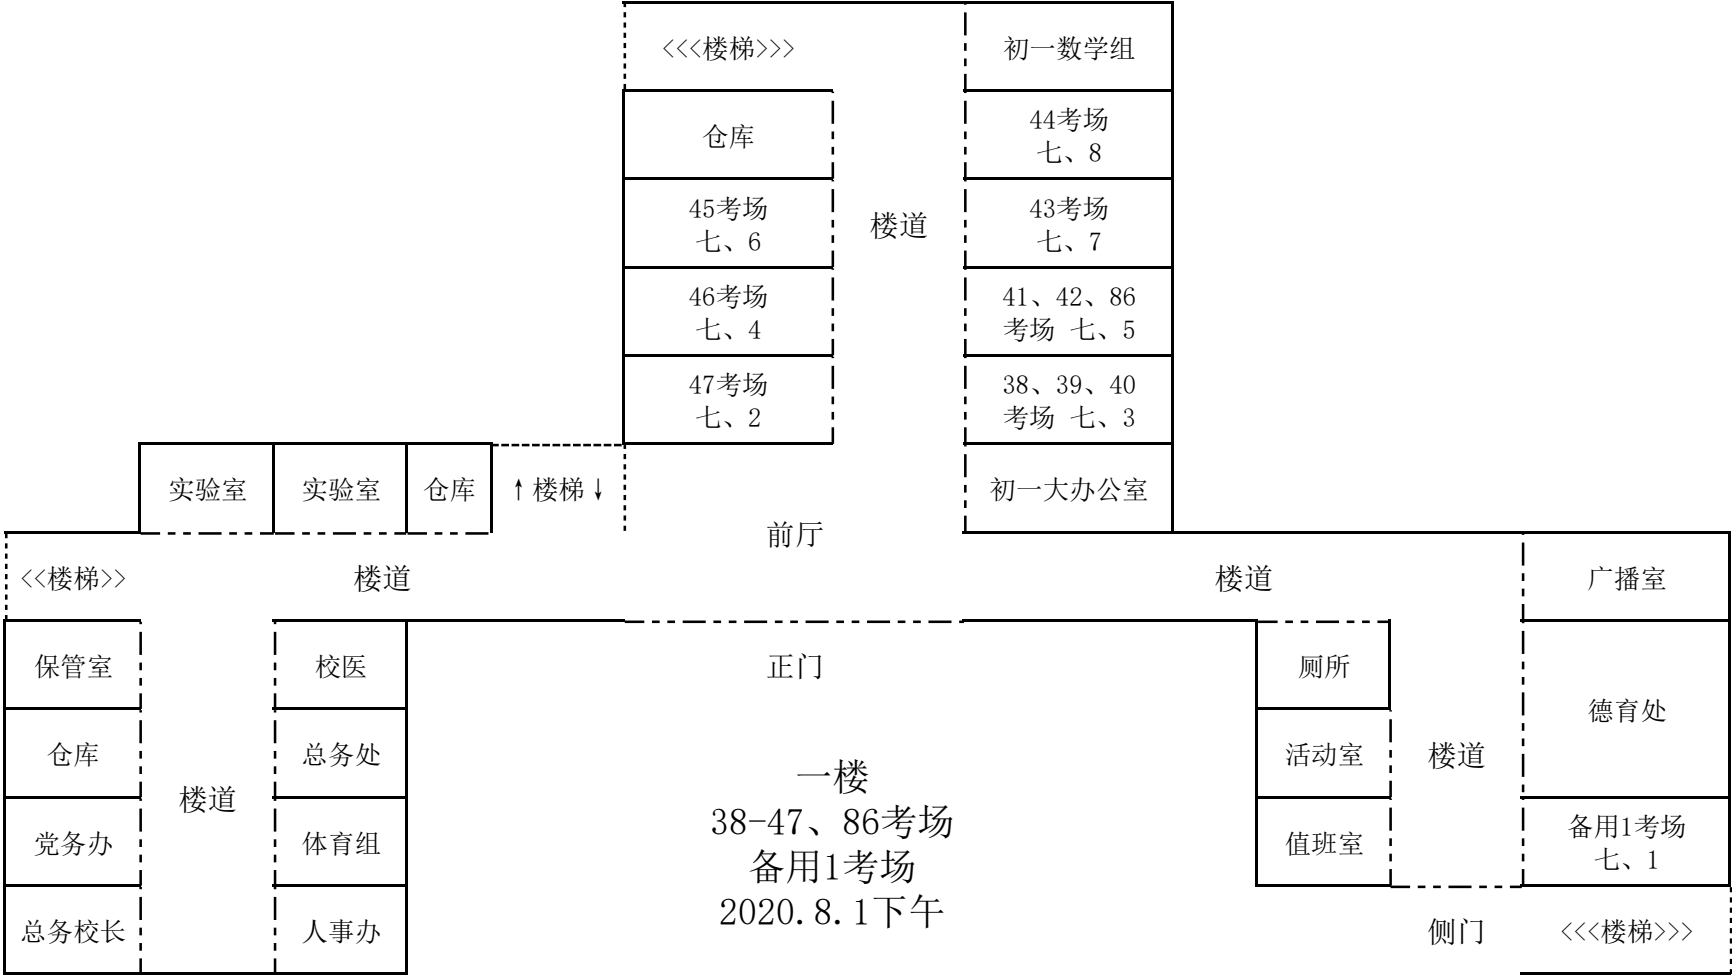 <<<楼梯>>>
初一数学组
仓库
44考场
七、8
45考场
七、6
楼道
43考场
七、7
46考场
七、4
41、42、86
考场 七、5
47考场
七、2
38、39、40
考场 七、3
实验室
实验室
仓库
↑楼梯↓
初一大办公室
前厅
<<楼梯>>
楼道
楼道
广播室
保管室
校医
正门
厕所
德育处
仓库
总务处
活动室
楼道
楼道
党务办
体育组
值班室
备用1考场
七、1
总务校长
人事办
侧门
<<<楼梯>>>
一楼
38-47、86考场
备用1考场
2020.8.1下午